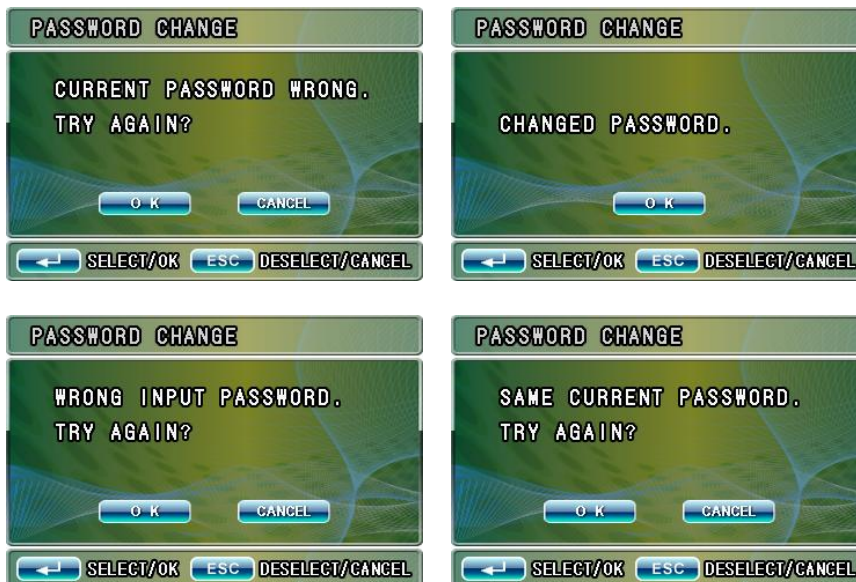 PASSWORD CHANGE
CURRENT PASSWORD WRONG.
TRY AGAIN?
O K CANCEL
SELECT/OK ESC DESELECT/CANCEL
PASSWORD CHANGE
CHANGED PASSWORD.
O K
SELECT/OK ESC DESELECT/CANCEL
PASSWORD CHANGE
WRONG INPUT PASSWORD.
TRY AGAIN?
O K CANCEL
SELECT/OK ESC DESELECT/CANCEL
PASSWORD CHANGE
SAME CURRENT PASSWORD.
TRY AGAIN?
O K CANCEL
SELECT/OK ESC DESELECT/CANCEL